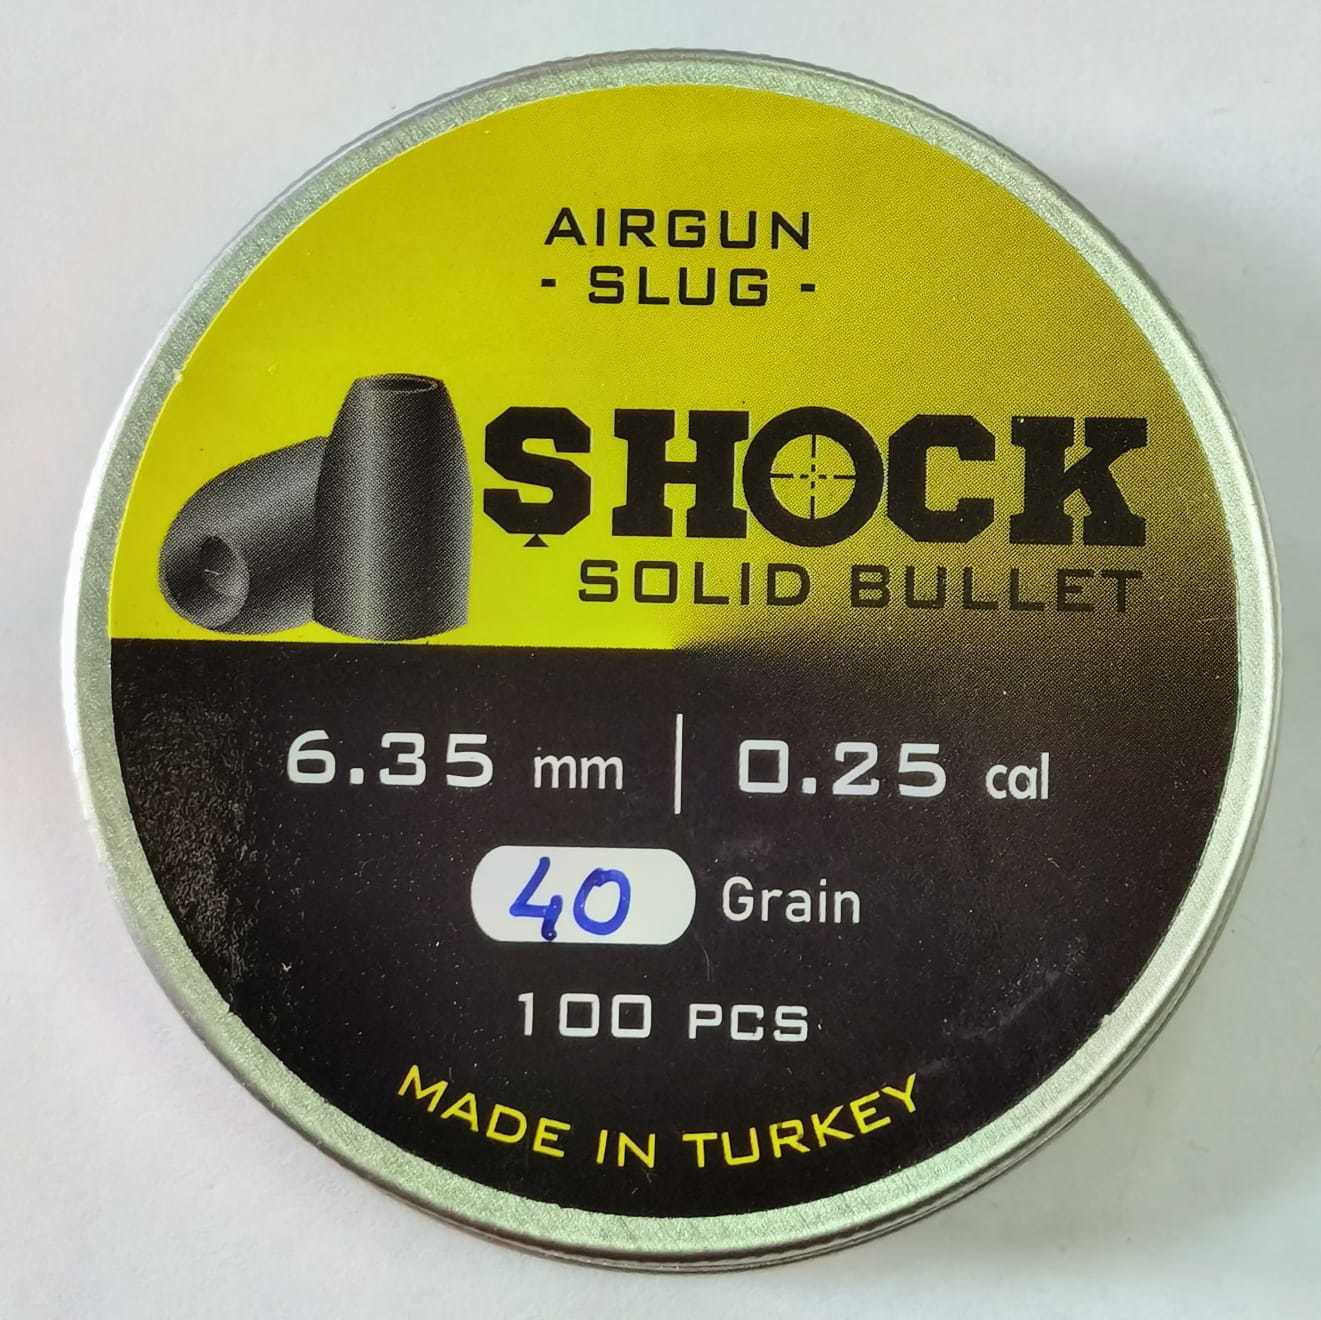 AIRGUN
- SLUG -
ŞHOCK
SOLID BULLET
6.35 mm | 0.25 cal
40 Grain
100 PCS
MADE IN TURKEY